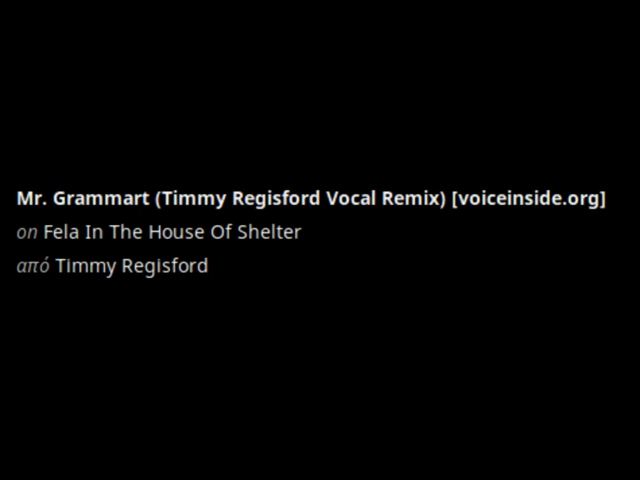 Mr. Grammart (Timmy Regisford Vocal Remix) [voiceinside.org]
on Fela In The House Of Shelter
από Timmy Regisford